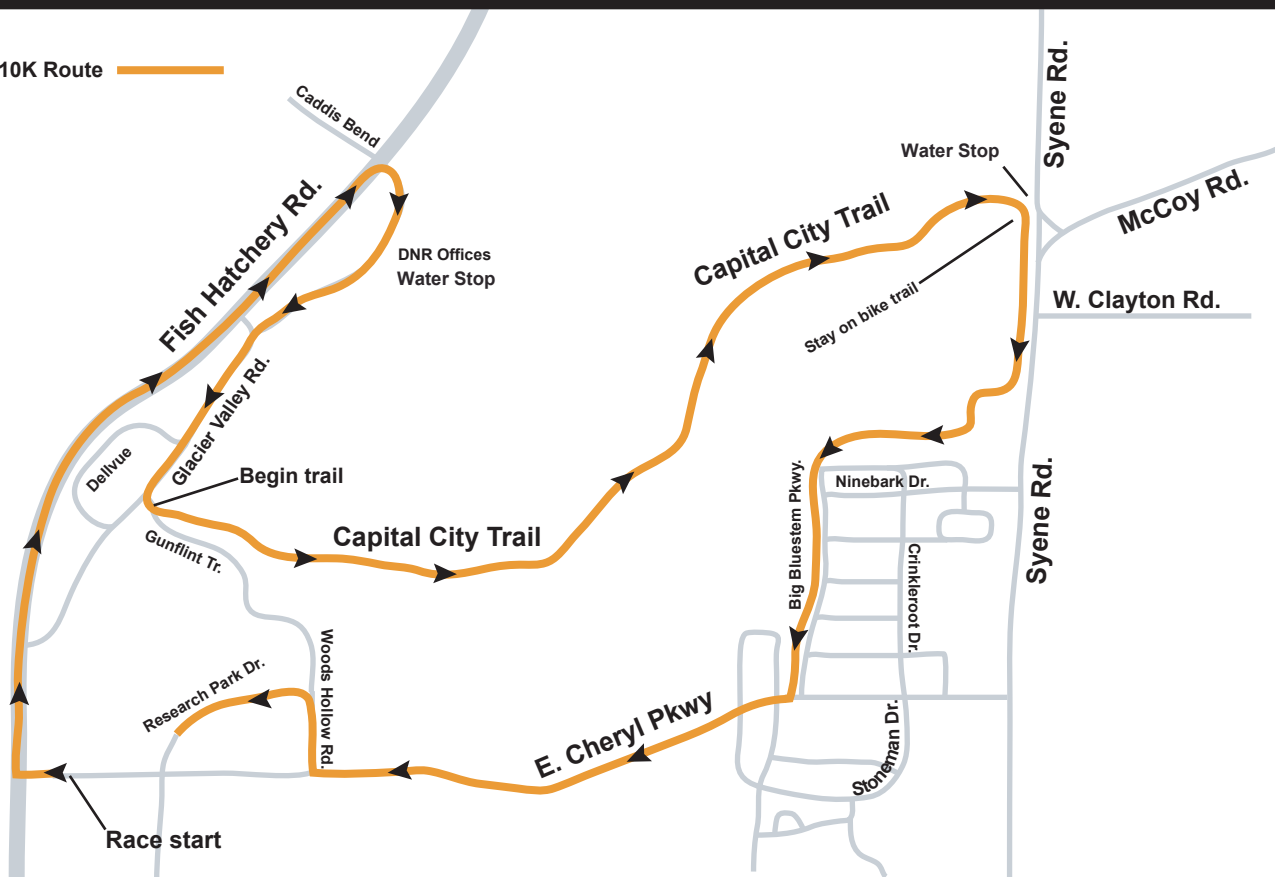 10K Route
Caddis Bend
Syene Rd.
Water Stop
McCoy Rd.
Fish Hatchery Rd.
Capital City Trail
DNR Offices
Water Stop
Stay on bike trail
W. Clayton Rd.
Glacier Valley Rd.
Dellvue
Begin trail
Ninebark Dr.
Big Bluestem Pkwy.
Syene Rd.
Capital City Trail
Gunflint Tr.
Crinkleroot Dr.
Woods Hollow Rd.
Research Park Dr.
E. Cheryl Pkwy
Stoneman Dr.
Race start